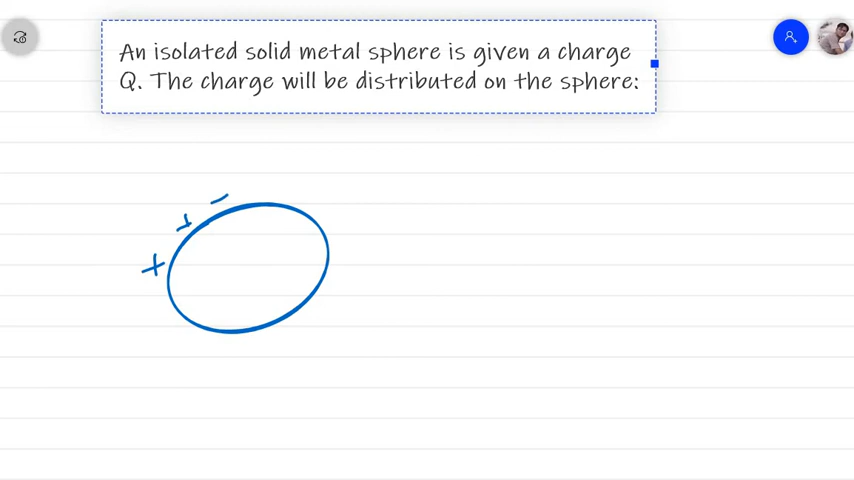 An isolated solid metal sphere is given a charge
Q. The charge will be distributed on the sphere:
-
+
+